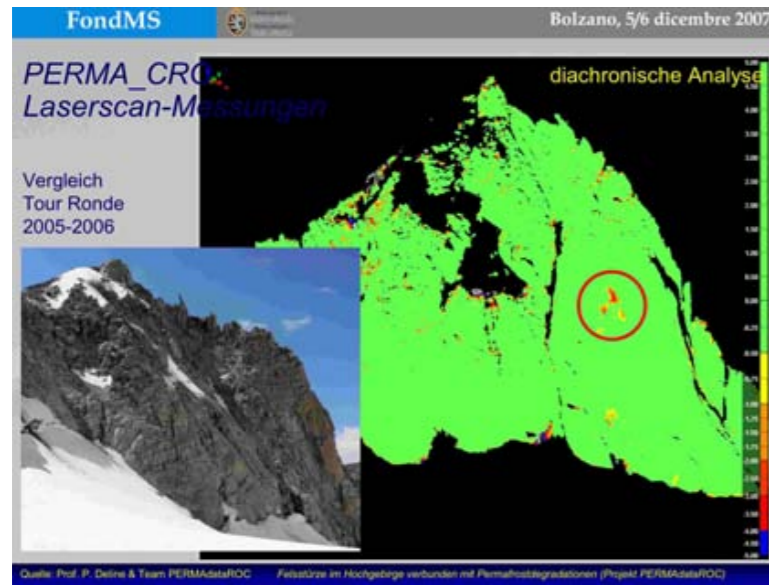 FondMS
Bolzano, 5/6 dicembre 2007
PERMA_CROc
Laserscan-Messungen
diachronische Analyse
Vergleich
Tour Ronde
2005-2006
Quelle: Prof. P. Deline & Team PERMAdataROC
Felsstürze im Hochgebirge verbunden mit Permafrostdegradationen (Projekt PERMAdataROC)